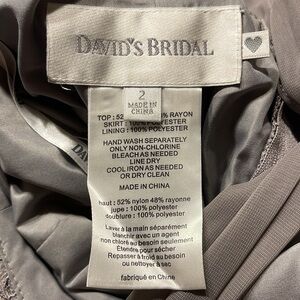 DAVID'S BRIDAL
2
MADE IN
CHINA
TOP: 52 % RAYON
SKIRT: 100% POLYESTER
LINING: 100% POLYESTER
HAND WASH SEPARATELY
ONLY NON-CHLORINE
BLEACH AS NEEDED
LINE DRY
COOL IRON AS NEEDED
OR DRY CLEAN
MADE IN CHINA
haut: 52% nylon 48% rayonne
jupe: 100% polyester
doublure: 100% polyester
Laver à la main séparément
blanchir avec un agent
non chloré au besoin seulement
Étendre pour sécher
Repasser à froid au besoin
ou nettoyer à sec
fabriqué en Chine
DAV